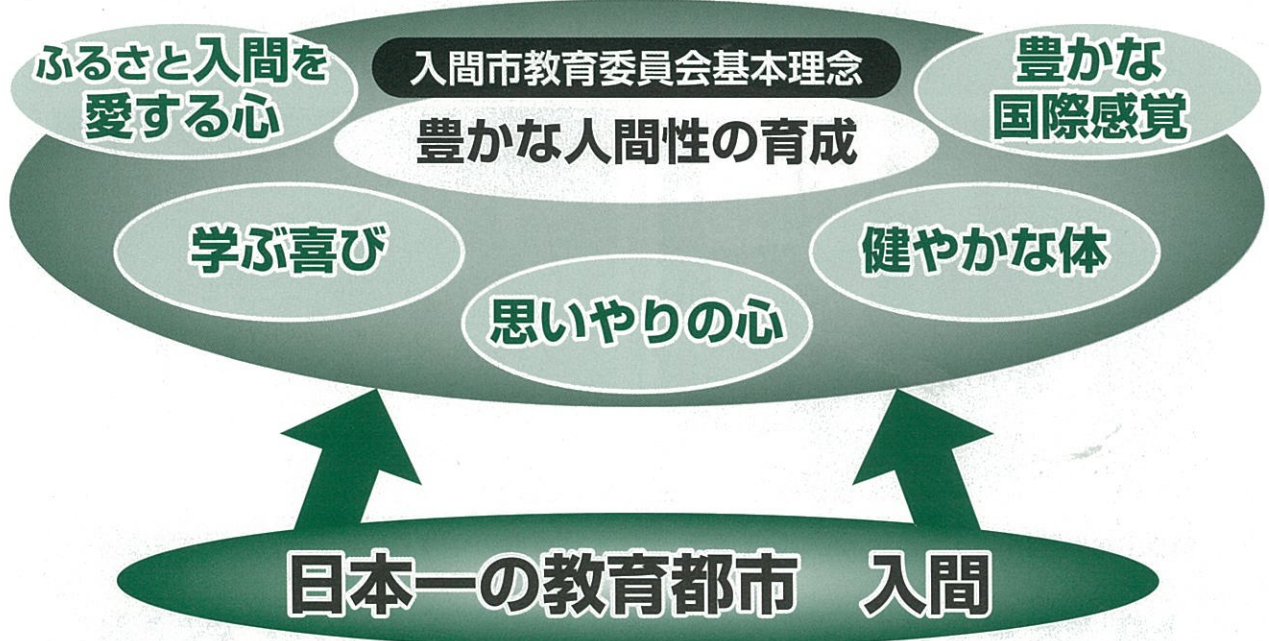 入間市教育委員会基本理念
豊かな人間性の育成
ふるさと入間を
愛する心
豊かな
国際感覚
学ぶ喜び
健やかな体
思いやりの心
日本一の教育都市　入間